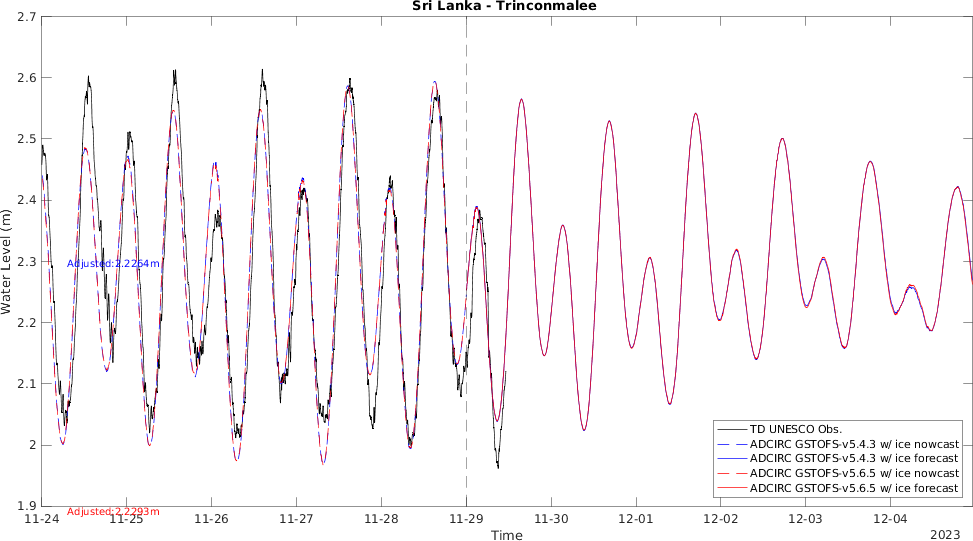 Sri Lanka - Trinconmalee
2.7
2.6
2.5
2.4
2.3
2.2
2.1
2
1.9
Water Level (m)
Adjusted:2.2264m
Adjusted:2.2293m
TD UNESCO Obs.
ADCIRC GSTOFS-v5.4.3 w/ ice nowcast
ADCIRC GSTOFS-v5.4.3 w/ ice forecast
ADCIRC GSTOFS-v5.6.5 w/ ice nowcast
ADCIRC GSTOFS-v5.6.5 w/ ice forecast
11-24 11-25 11-26 11-27 11-28 11-29 11-30 12-01 12-02 12-03 12-04
Time
2023